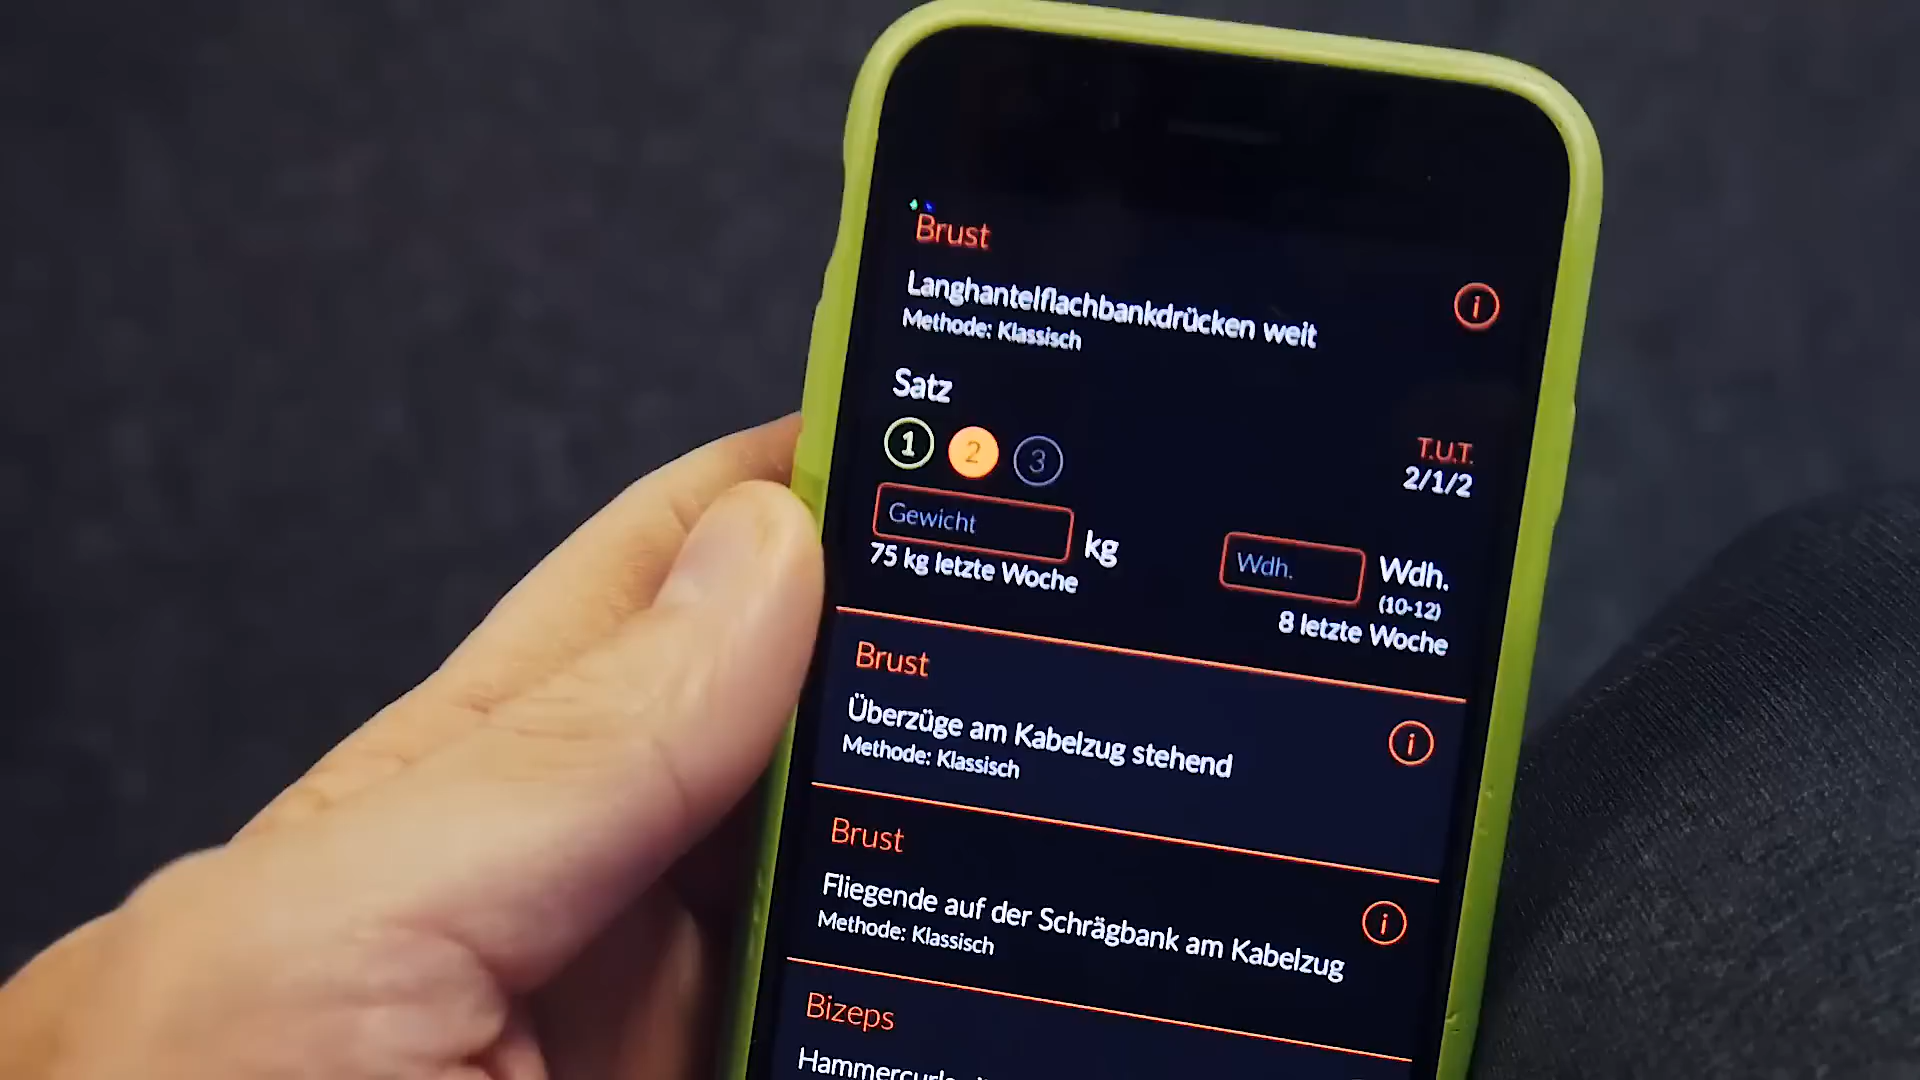 Brust
Langhantelflachbankdrücken weit
i
Methode: Klassisch
Satz
1 2 3
T.U.T.
2/1/2
Gewicht kg
Wdh. Wdh.
(10-12)
75 kg letzte Woche
8 letzte Woche
Brust
Überzüge am Kabelzug stehend
i
Methode: Klassisch
Brust
Fliegende auf der Schrägbank am Kabelzug
i
Methode: Klassisch
Bizeps